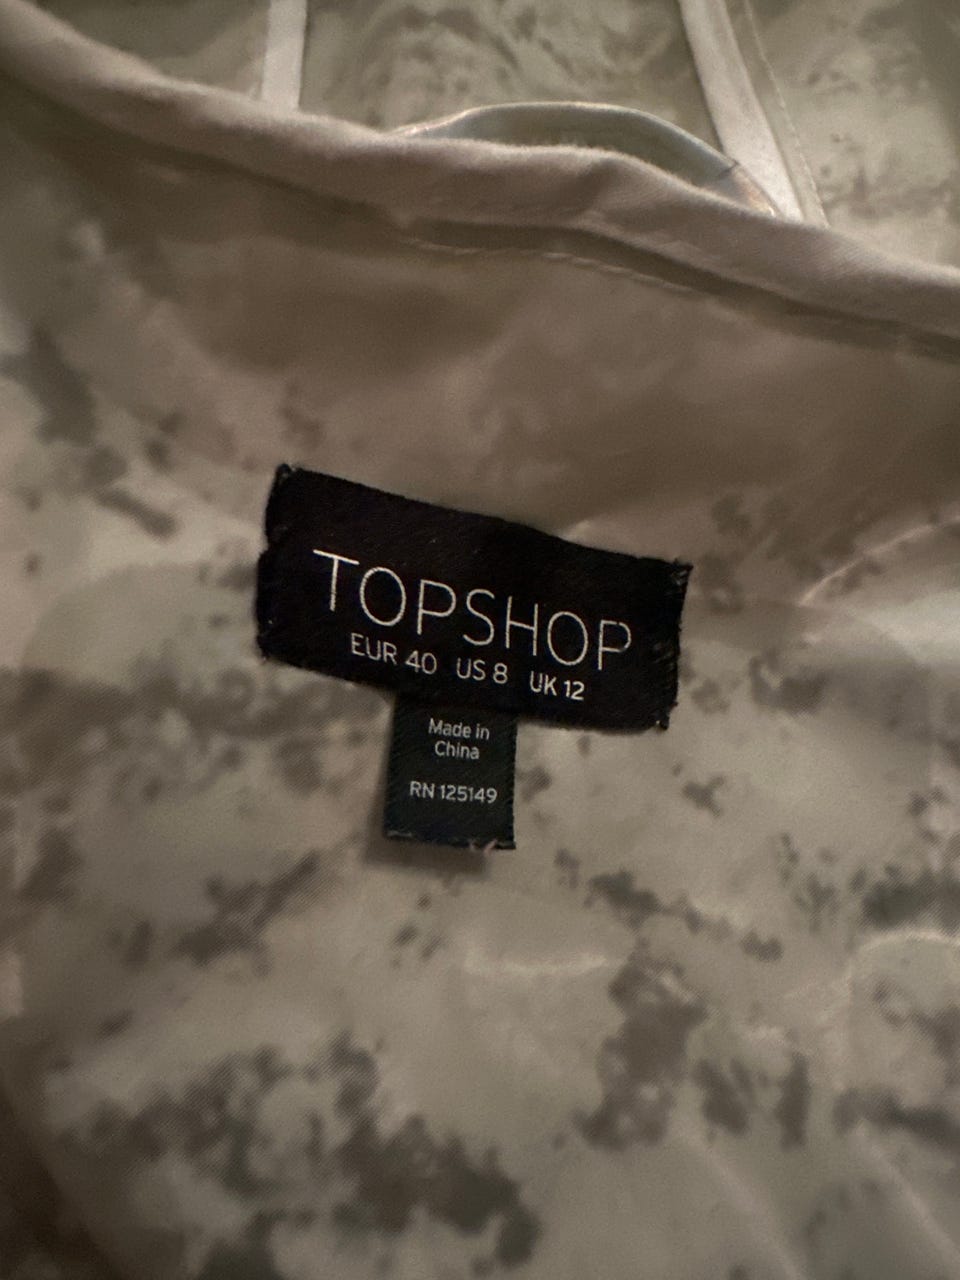 TOPSHOP
EUR 40 US 8 UK 12
Made in
China
RN 125149